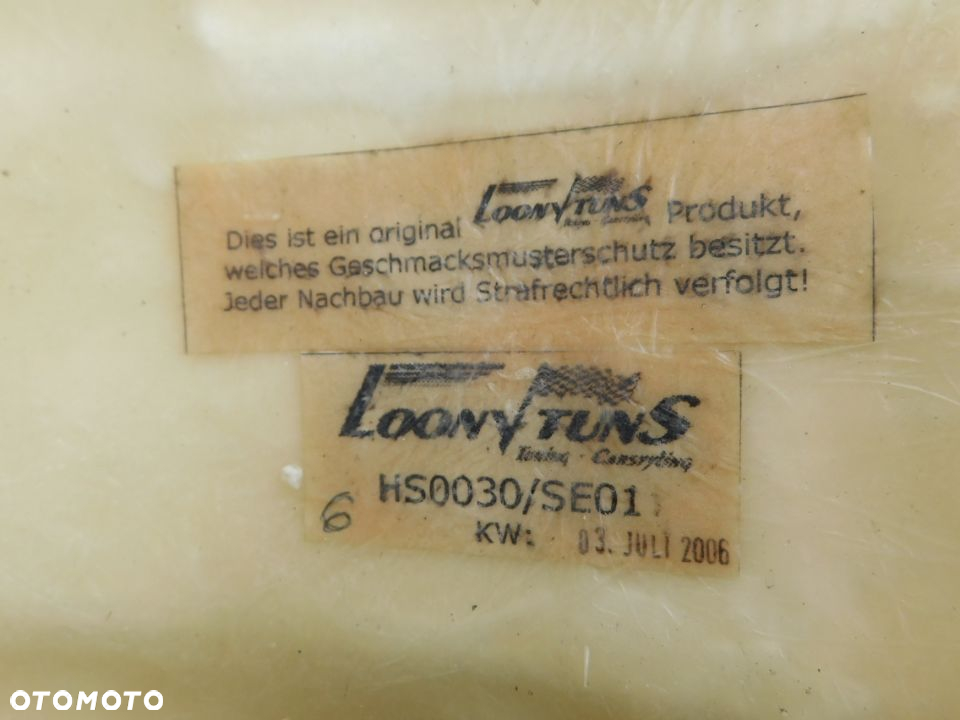 Dies ist ein original LOONYTUNS Produkt,
welches Geschmacksmusterschutz besitzt.
Jeder Nachbau wird Strafrechtlich verfolgt!
LOONYTUNS
Tuning - 
HS0030/SE01
6
KW: 03. JULI 2006
OTOMOTO